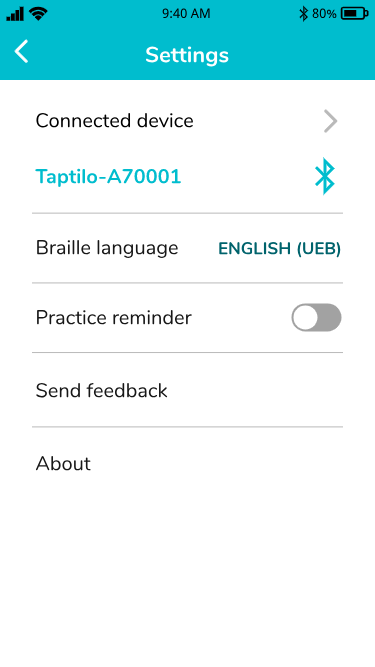 9:40 AM 80%
Settings
Connected device
Taptilo-A70001
Braille language ENGLISH (UEB)
Practice reminder
Send feedback
About